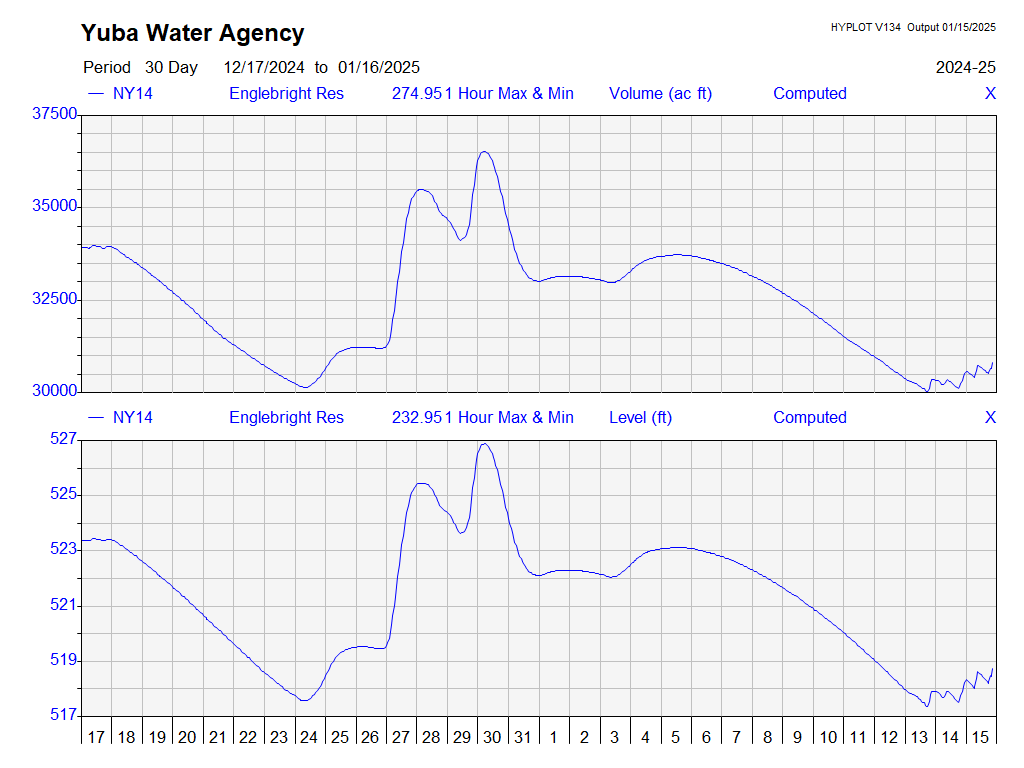 Yuba Water Agency
HYPLOT V134 Output 01/15/2025
Period 30 Day 12/17/2024 to 01/16/2025
2024-25
— NY14 Englebright Res 274.951 Hour Max & Min Volume (ac ft) Computed X
37500
35000
32500
30000
— NY14 Englebright Res 232.951 Hour Max & Min Level (ft) Computed X
527
525
523
521
519
517
17 18 19 20 21 22 23 24 25 26 27 28 29 30 31 1 2 3 4 5 6 7 8 9 10 11 12 13 14 15